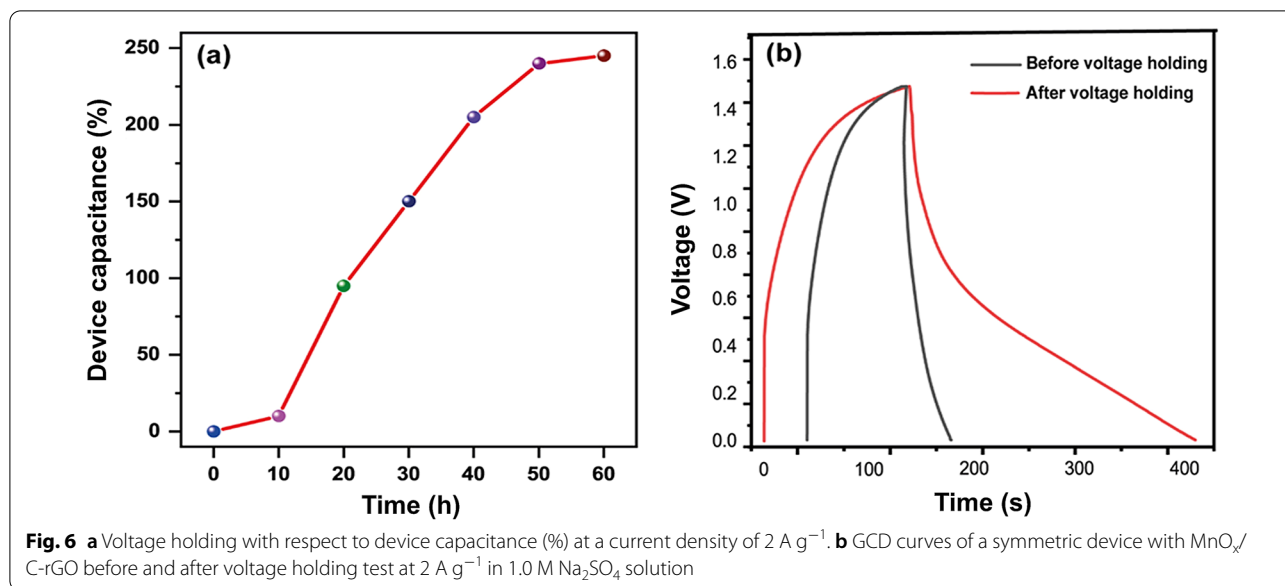 (a)
250
200
150
100
50
0
Device capacitance (%)
0 10 20 30 40 50 60
Time (h)
(b)
Before voltage holding
After voltage holding
1.6
1.4
1.2
1.0
0.8
0.6
0.4
0.2
0.0
Voltage (V)
0 100 200 300 400
Time (s)
Fig. 6 a Voltage holding with respect to device capacitance (%) at a current density of 2 A g⁻¹. b GCD curves of a symmetric device with MnOₓ/
C-rGO before and after voltage holding test at 2 A g⁻¹ in 1.0 M Na₂SO₄ solution